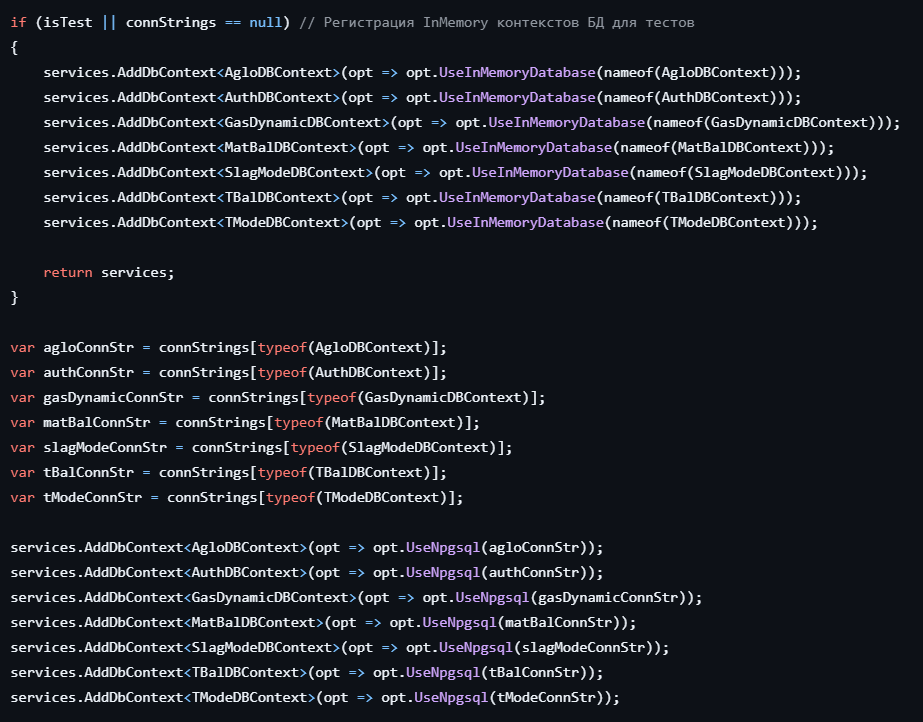 if (isTest || connStrings == null) // Регистрация InMemory контекстов БД для тестов
{
    services.AddDbContext<AgloDBContext>(opt => opt.UseInMemoryDatabase(nameof(AgloDBContext)));
    services.AddDbContext<AuthDBContext>(opt => opt.UseInMemoryDatabase(nameof(AuthDBContext)));
    services.AddDbContext<GasDynamicDBContext>(opt => opt.UseInMemoryDatabase(nameof(GasDynamicDBContext)));
    services.AddDbContext<MatBalDBContext>(opt => opt.UseInMemoryDatabase(nameof(MatBalDBContext)));
    services.AddDbContext<SlagModeDBContext>(opt => opt.UseInMemoryDatabase(nameof(SlagModeDBContext)));
    services.AddDbContext<TBalDBContext>(opt => opt.UseInMemoryDatabase(nameof(TBalDBContext)));
    services.AddDbContext<TModeDBContext>(opt => opt.UseInMemoryDatabase(nameof(TModeDBContext)));

    return services;
}

var agloConnStr = connStrings[typeof(AgloDBContext)];
var authConnStr = connStrings[typeof(AuthDBContext)];
var gasDynamicConnStr = connStrings[typeof(GasDynamicDBContext)];
var matBalConnStr = connStrings[typeof(MatBalDBContext)];
var slagModeConnStr = connStrings[typeof(SlagModeDBContext)];
var tBalConnStr = connStrings[typeof(TBalDBContext)];
var tModeConnStr = connStrings[typeof(TModeDBContext)];

services.AddDbContext<AgloDBContext>(opt => opt.UseNpgsql(agloConnStr));
services.AddDbContext<AuthDBContext>(opt => opt.UseNpgsql(authConnStr));
services.AddDbContext<GasDynamicDBContext>(opt => opt.UseNpgsql(gasDynamicConnStr));
services.AddDbContext<MatBalDBContext>(opt => opt.UseNpgsql(matBalConnStr));
services.AddDbContext<SlagModeDBContext>(opt => opt.UseNpgsql(slagModeConnStr));
services.AddDbContext<TBalDBContext>(opt => opt.UseNpgsql(tBalConnStr));
services.AddDbContext<TModeDBContext>(opt => opt.UseNpgsql(tModeConnStr));